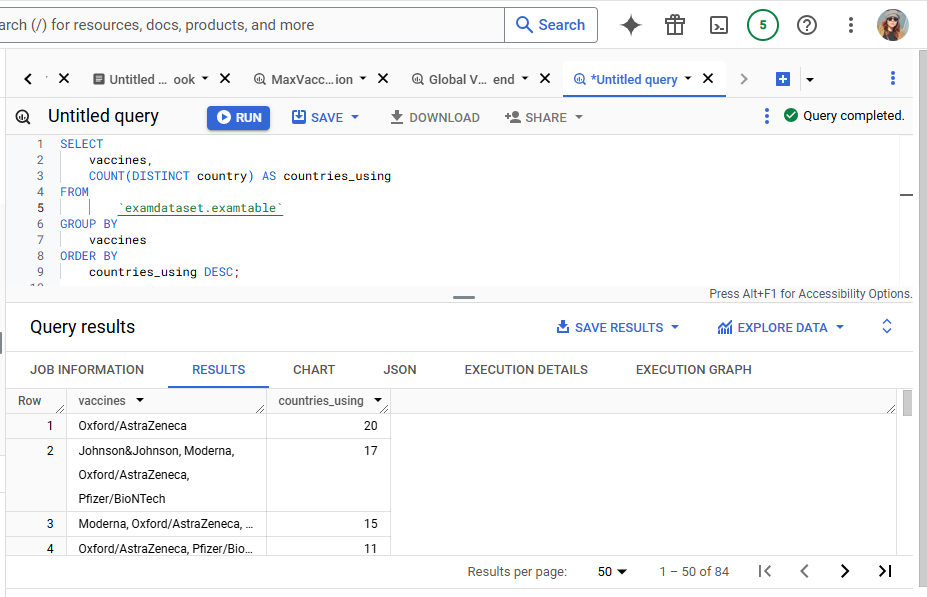 arch (/) for resources, docs, products, and more
Search
5
Untitled ... ook
MaxVacc...ion
Global V... end
*Untitled query
Untitled query
RUN
SAVE
DOWNLOAD
SHARE
Query completed.
1 SELECT
2 vaccines,
3 COUNT(DISTINCT country) AS countries_using
4 FROM
5 `examdataset.examtable`
6 GROUP BY
7 vaccines
8 ORDER BY
9 countries_using DESC;
Press Alt+F1 for Accessibility Options.
Query results
SAVE RESULTS
EXPLORE DATA
JOB INFORMATION
RESULTS
CHART
JSON
EXECUTION DETAILS
EXECUTION GRAPH
Row vaccines countries_using
1 Oxford/AstraZeneca 20
2 Johnson&Johnson, Moderna, 17
Oxford/AstraZeneca,
Pfizer/BioNTech
3 Moderna, Oxford/AstraZeneca, ... 15
4 Oxford/AstraZeneca, Pfizer/Bio... 11
Results per page: 50 1 – 50 of 84